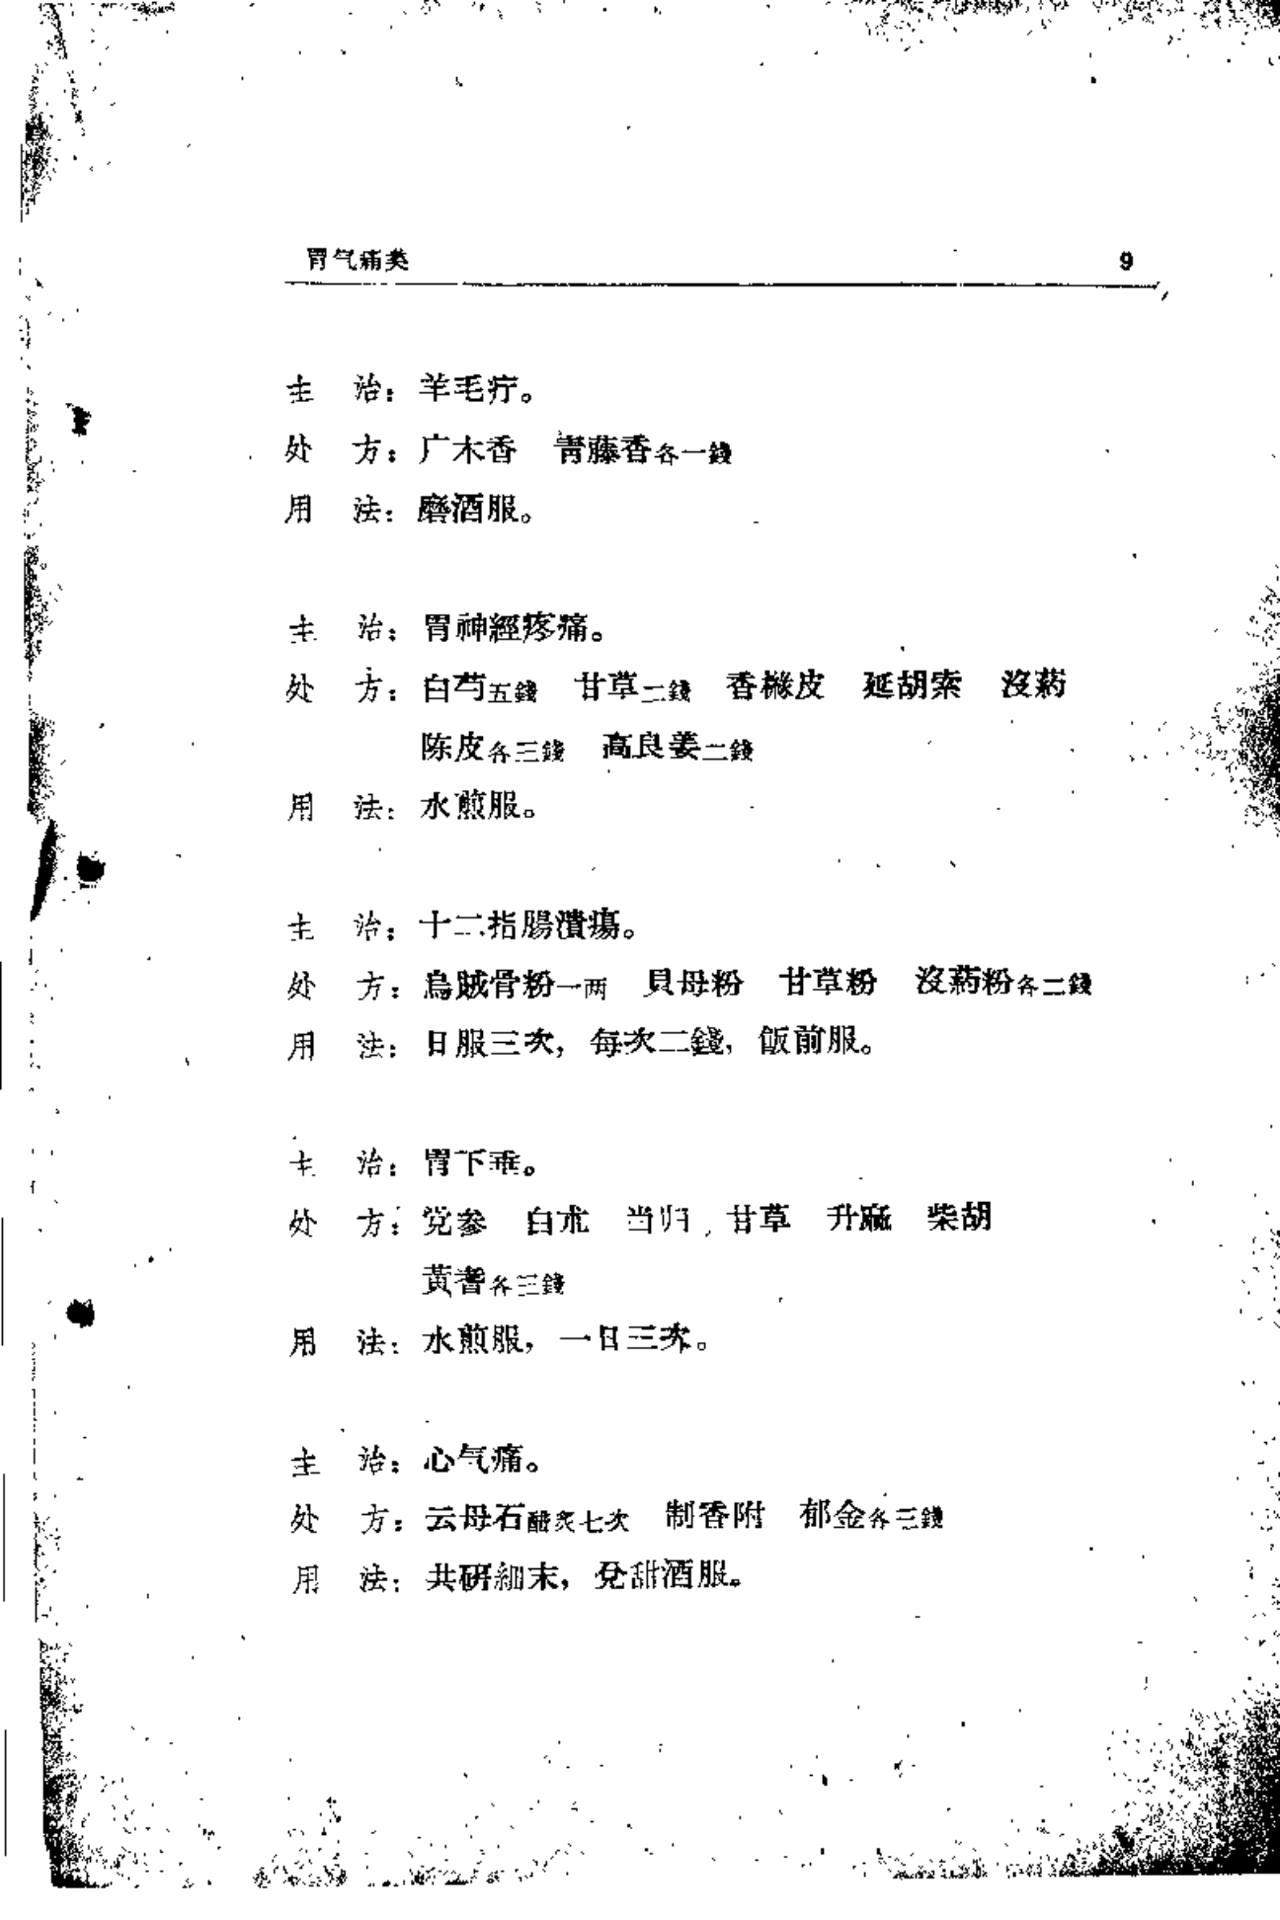 胃气痛类 9
主 治：羊毛疔。
处 方：广木香 青藤香各一錢
用 法：磨酒服。
主 治：胃神經疼痛。
处 方：白芍五錢 甘草二錢 香橼皮 延胡索 沒葯
陈皮各三錢 高良姜二錢
用 法：水煎服。
主 治：十二指腸潰瘍。
处 方：烏賊骨粉一两 貝母粉 甘草粉 沒葯粉各三錢
用 法：日服三次，每次二錢，飯前服。
主 治：胃下垂。
处 方：党参 白朮 当归 甘草 升麻 柴胡
黃耆各三錢
用 法：水煎服，一日三次。
主 治：心气痛。
处 方：云母石醋炙七次 制香附 郁金各三錢
用 法：共研細末，兌甜酒服。